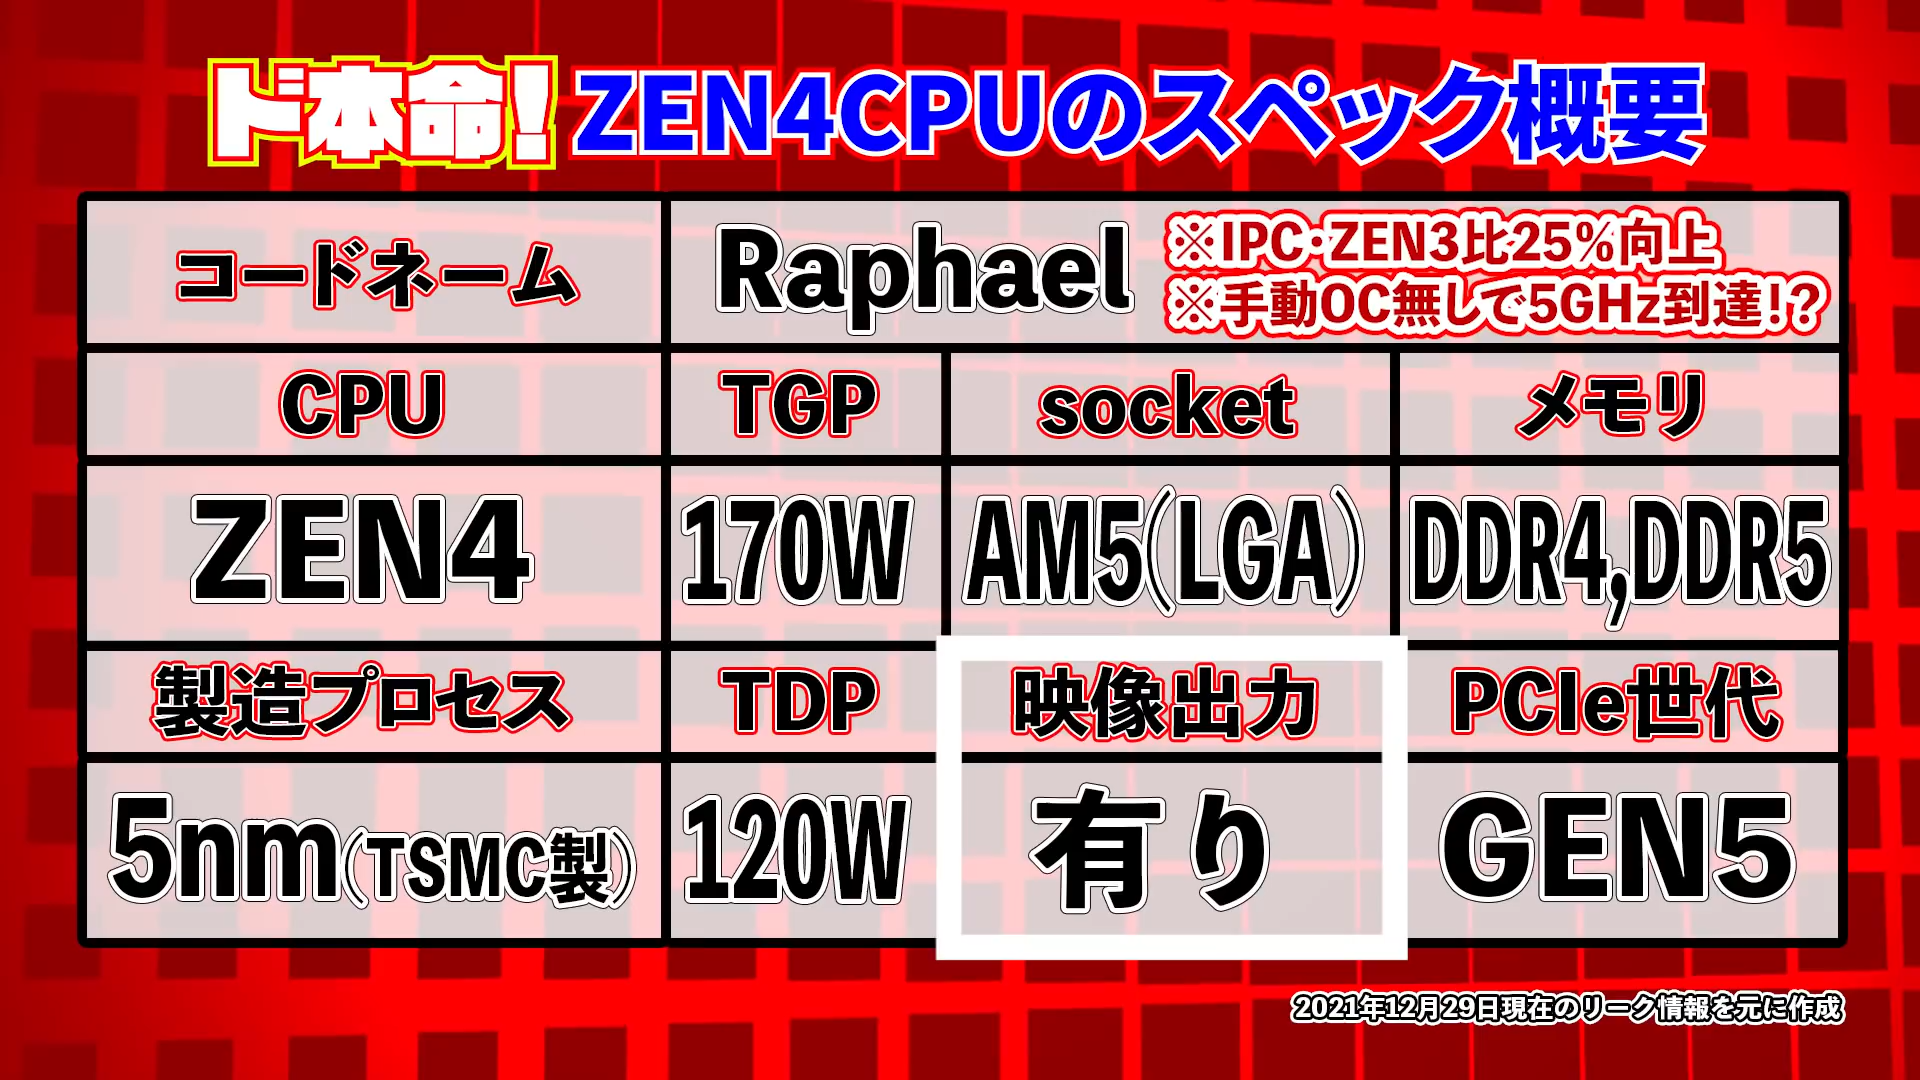 ド本命!ZEN4CPUのスペック概要
コードネーム
Raphael
※IPC・ZEN3比25%向上
※手動OC無しで5GHz到達!?
CPU TGP socket メモリ
ZEN4 170W AM5(LGA) DDR4,DDR5
製造プロセス TDP 映像出力 PCIe世代
5nm(TSMC製) 120W 有り GEN5
2021年12月29日現在のリーク情報を元に作成